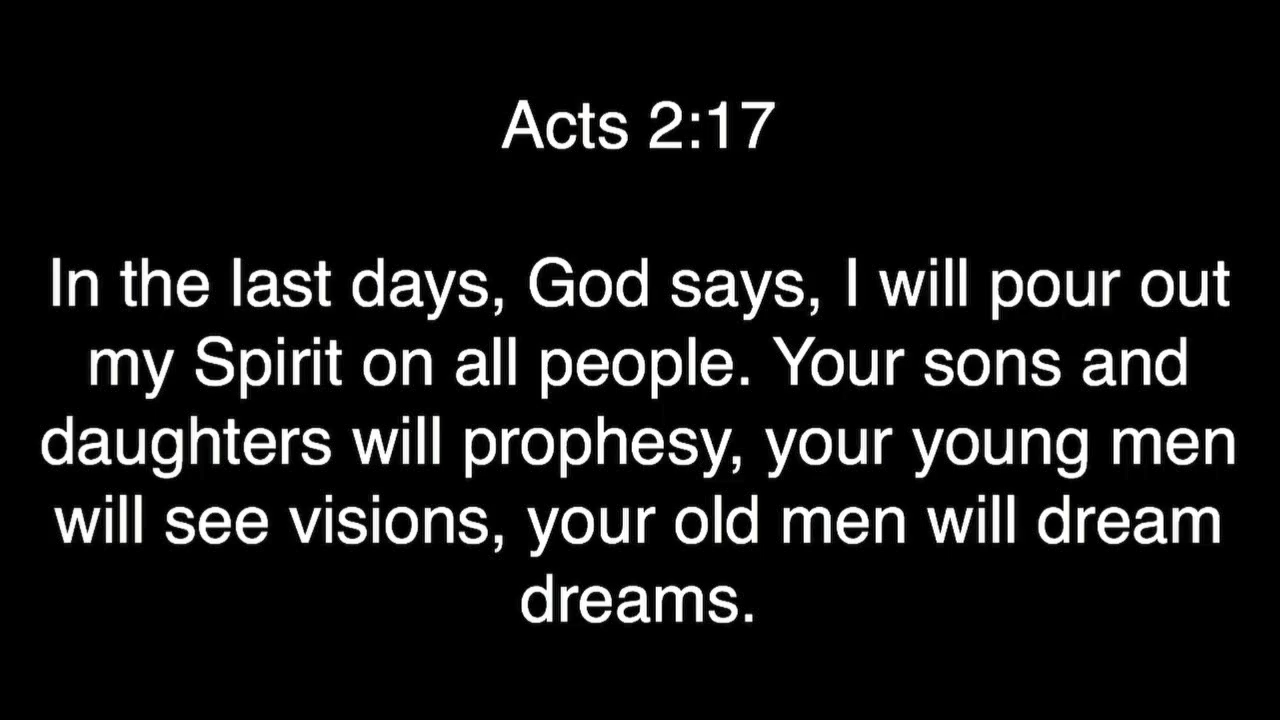 Acts 2:17
In the last days, God says, I will pour out
my Spirit on all people. Your sons and
daughters will prophesy, your young men
will see visions, your old men will dream
dreams.